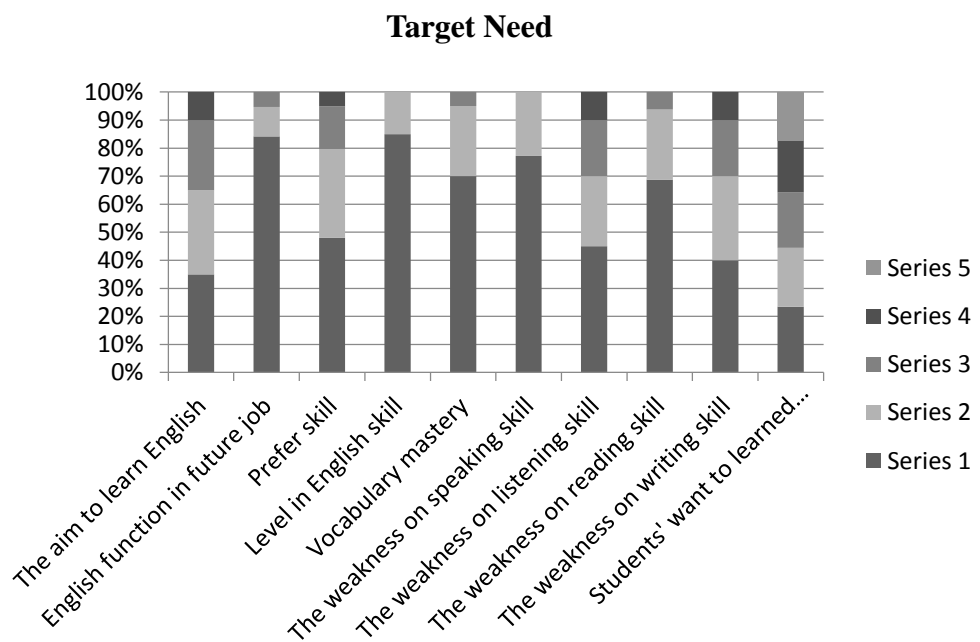 Target Need
100%
90%
80%
70%
60%
50%
40%
30%
20%
10%
0%
The aim to learn English
English function in future job
Prefer skill
Level in English skill
Vocabulary mastery
The weakness on speaking skill
The weakness on listening skill
The weakness on reading skill
The weakness on writing skill
Students' want to learned...
Series 5
Series 4
Series 3
Series 2
Series 1